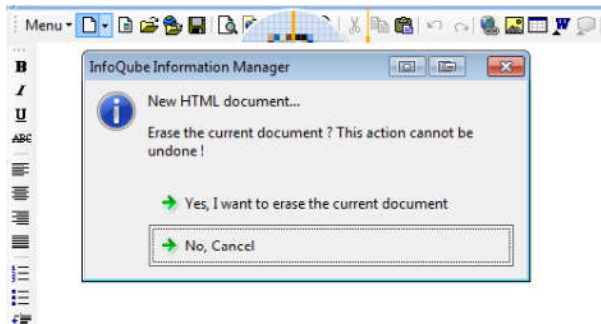 Menu
B
I
U
ABC
InfoQube Information Manager
New HTML document...
Erase the current document ? This action cannot be
undone !
Yes, I want to erase the current document
No, Cancel